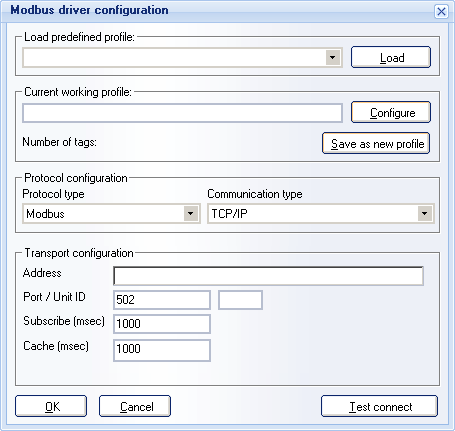 Modbus driver configuration
Load predefined profile:
Load
Current working profile:
Configure
Number of tags:
Save as new profile
Protocol configuration
Protocol type Communication type
Modbus TCP/IP
Transport configuration
Address
Port / Unit ID 502
Subscribe (msec) 1000
Cache (msec) 1000
OK Cancel Test connect